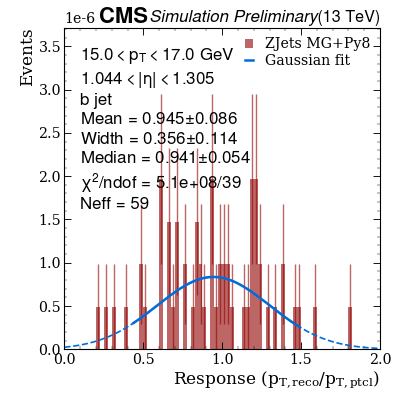 1e-6 CMS Simulation Preliminary (13 TeV)
Events
15.0 < p_T < 17.0 GeV
1.044 < |η| < 1.305
b jet
Mean = 0.945±0.086
Width = 0.356±0.114
Median = 0.941±0.054
χ²/ndof = 5.1e+08/39
Neff = 59
ZJets MG+Py8
Gaussian fit
3.5
3.0
2.5
2.0
1.5
1.0
0.5
0.0
0.0 0.5 1.0 1.5 2.0
Response (p_T,reco/p_T,ptcl)